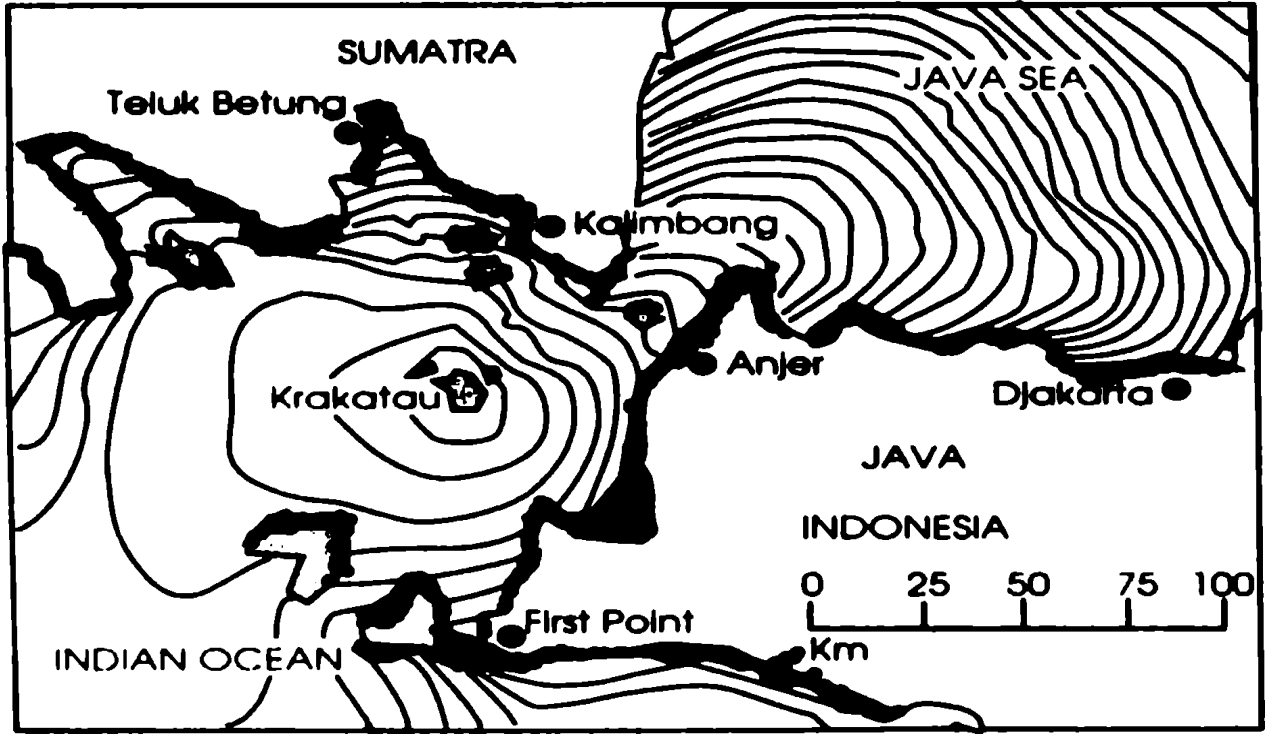 SUMATRA
JAVA SEA
Teluk Betung
Kalimbang
Anjer
Krakatau
Djakarta
JAVA
INDONESIA
0 25 50 75 100
Km
First Point
INDIAN OCEAN